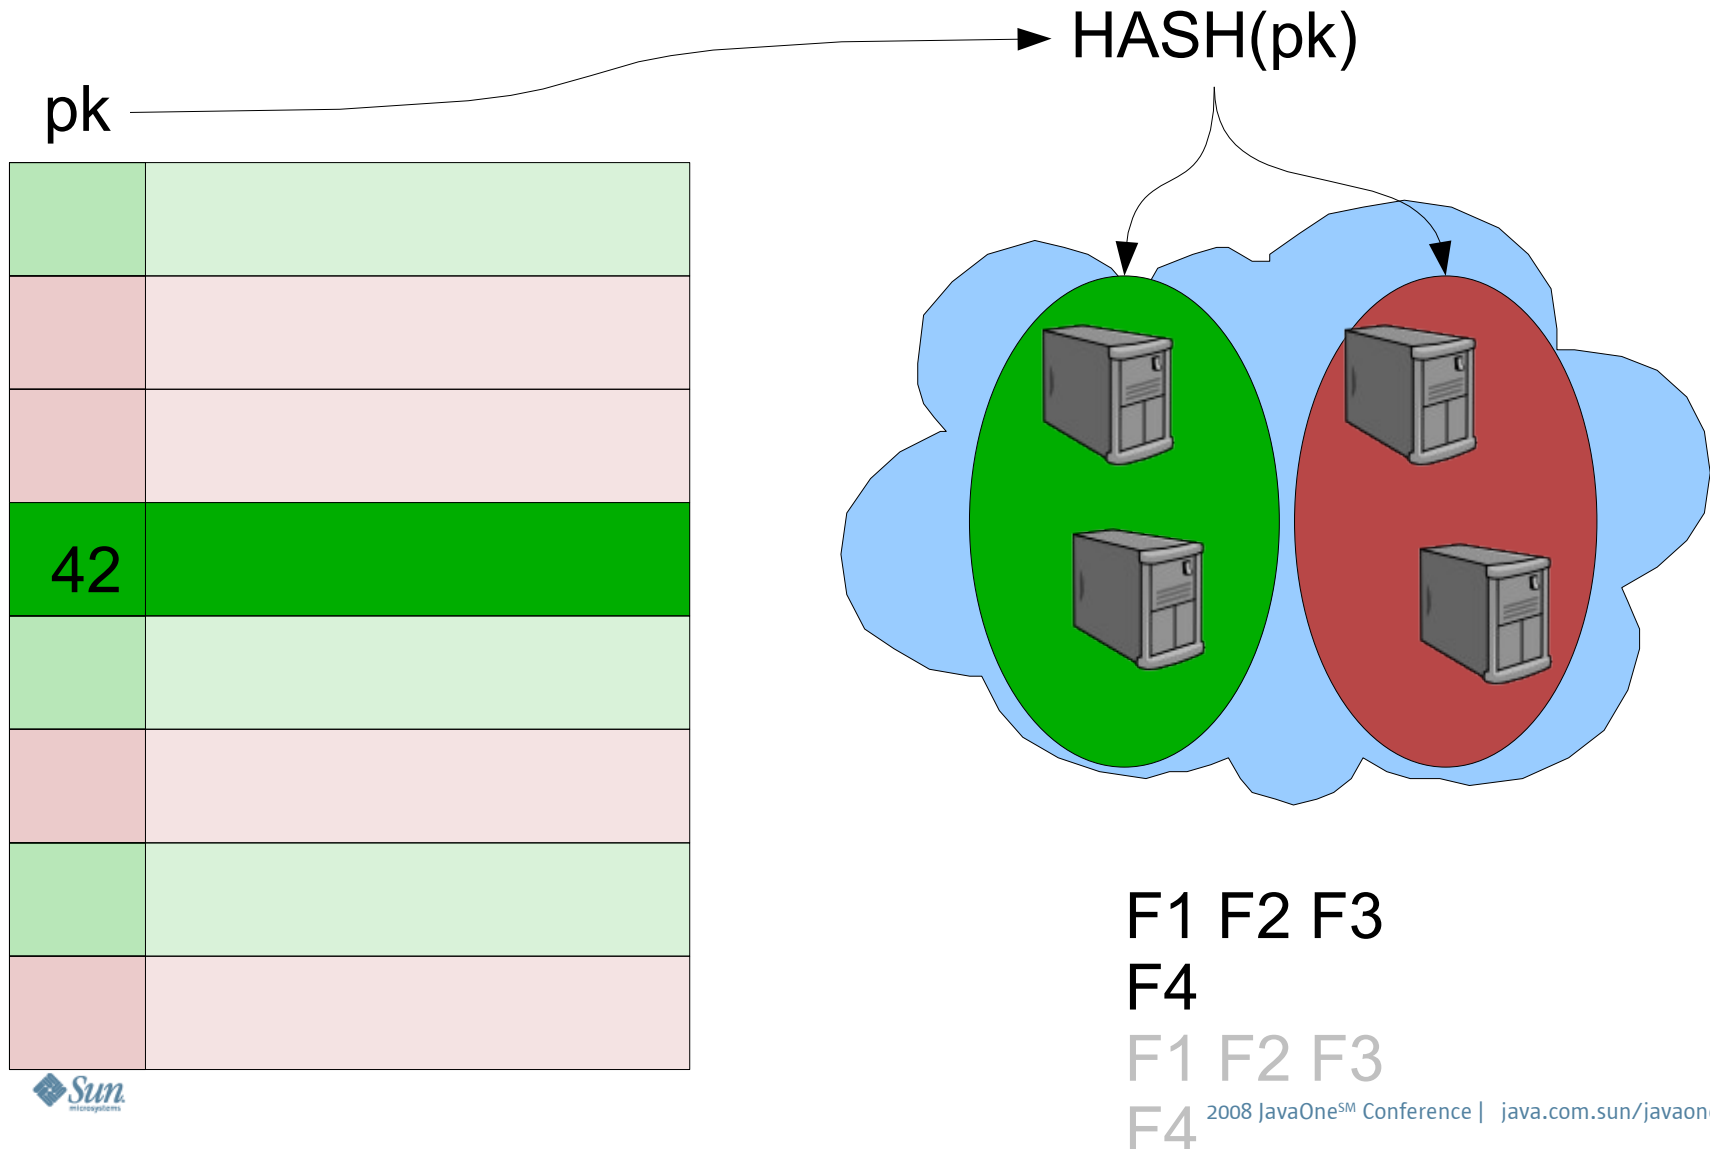 HASH(pk)
pk
42
F1 F2 F3
F4
F1 F2 F3
F4
Sun
microsystems
2008 JavaOne℠ Conference | java.com.sun/javaon